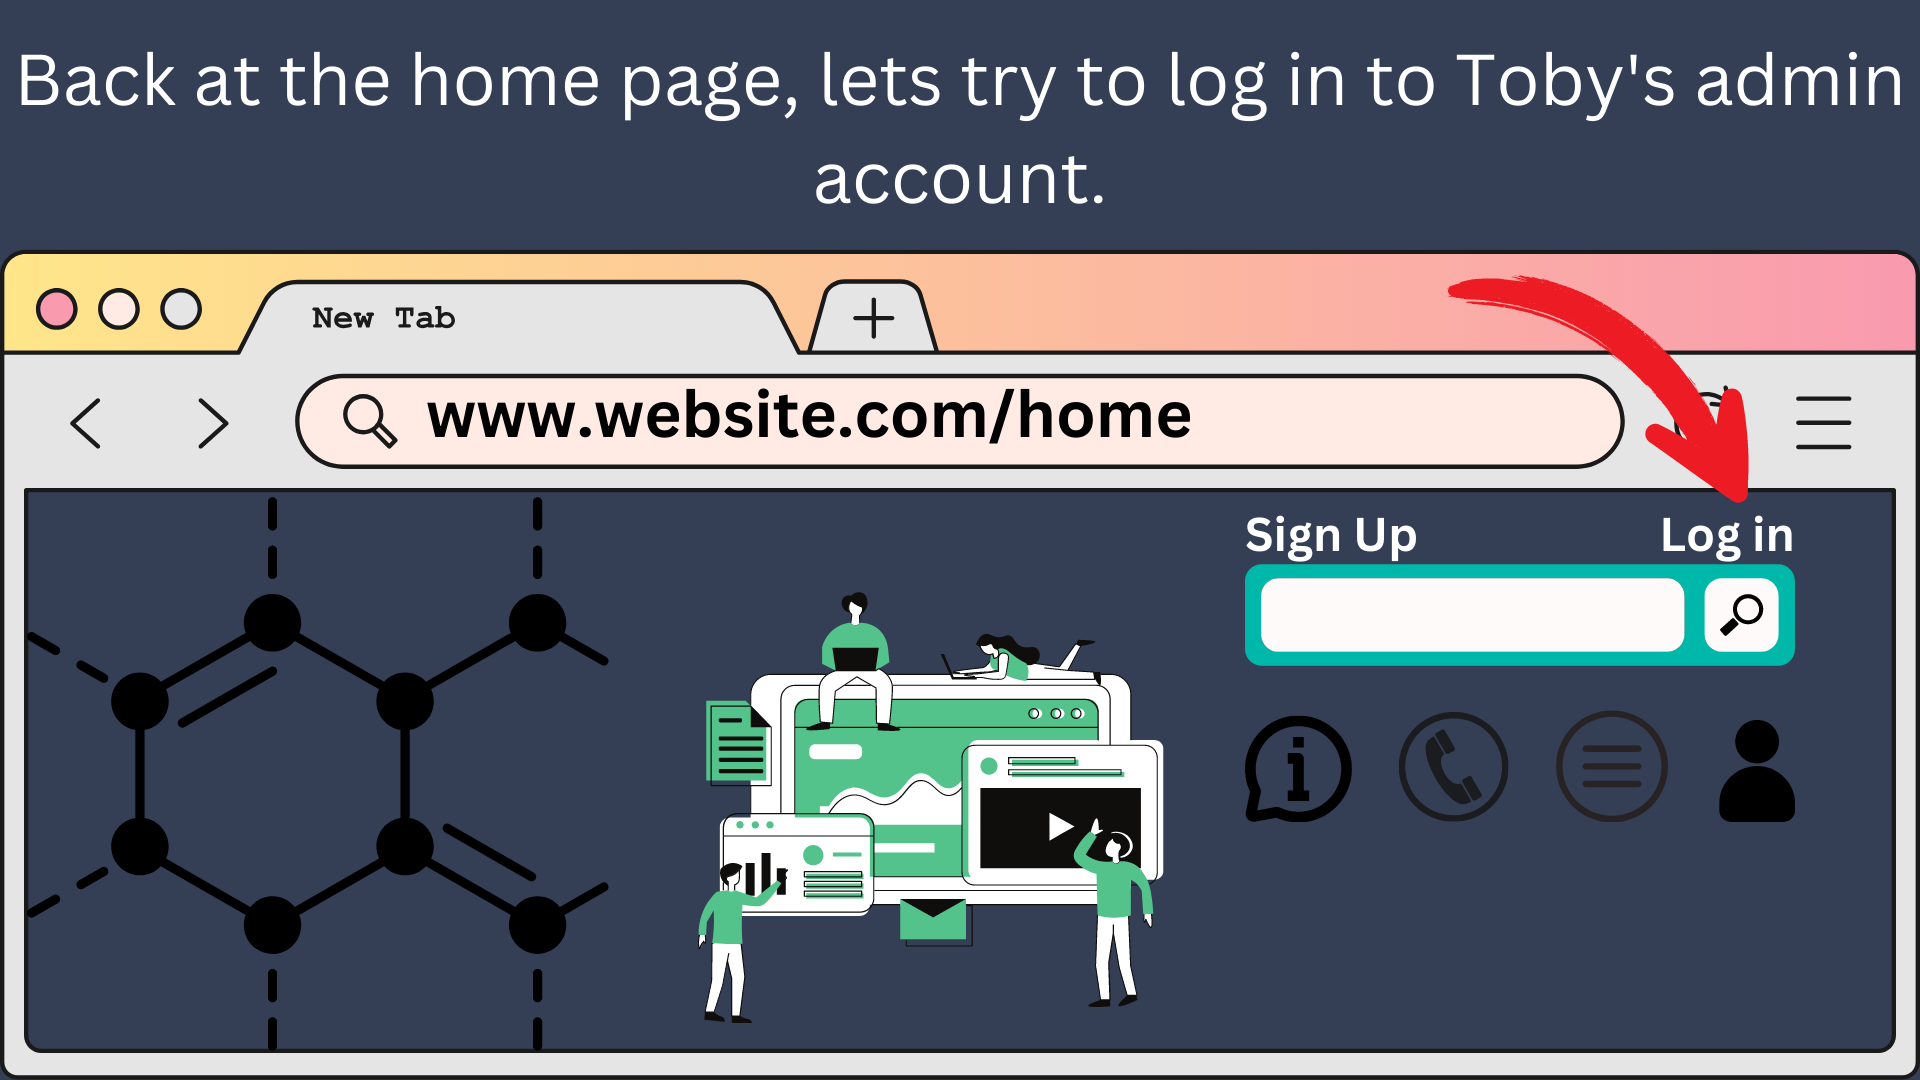 Back at the home page, lets try to log in to Toby's admin
account.
New Tab
www.website.com/home
Sign Up
Log in